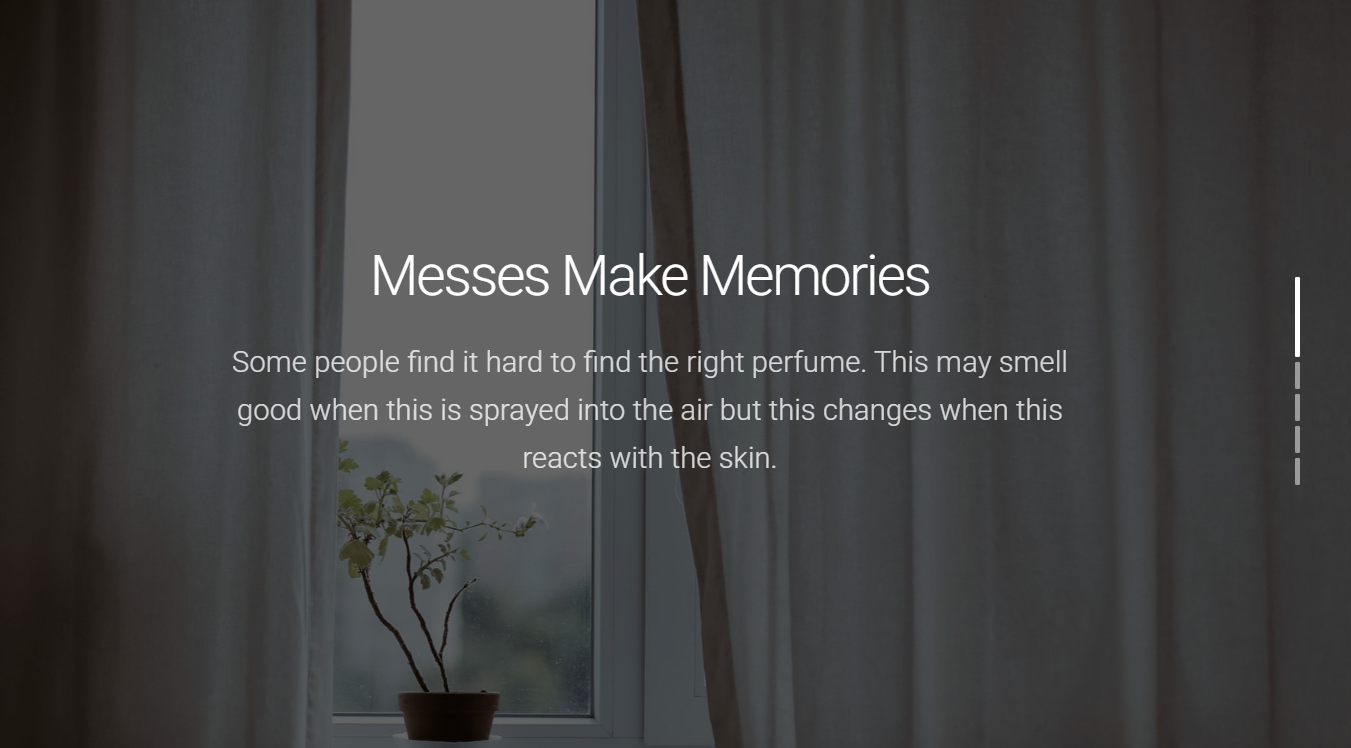 Messes Make Memories
Some people find it hard to find the right perfume. This may smell
good when this is sprayed into the air but this changes when this
reacts with the skin.